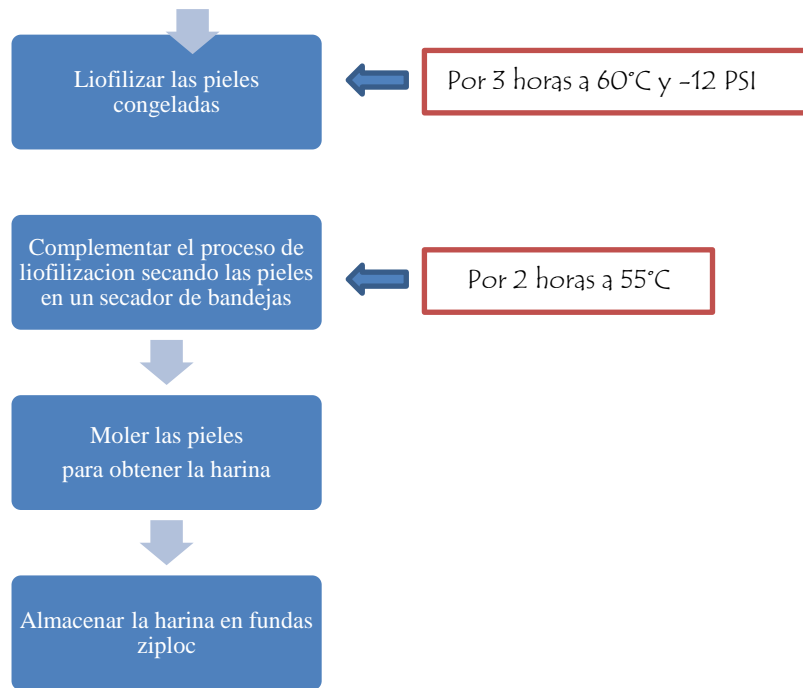 Liofilizar las pieles
congeladas
Por 3 horas a 60°C y -12 PSI
Complementar el proceso de
liofilizacion secando las pieles
en un secador de bandejas
Por 2 horas a 55°C
Moler las pieles
para obtener la harina
Almacenar la harina en fundas
ziploc